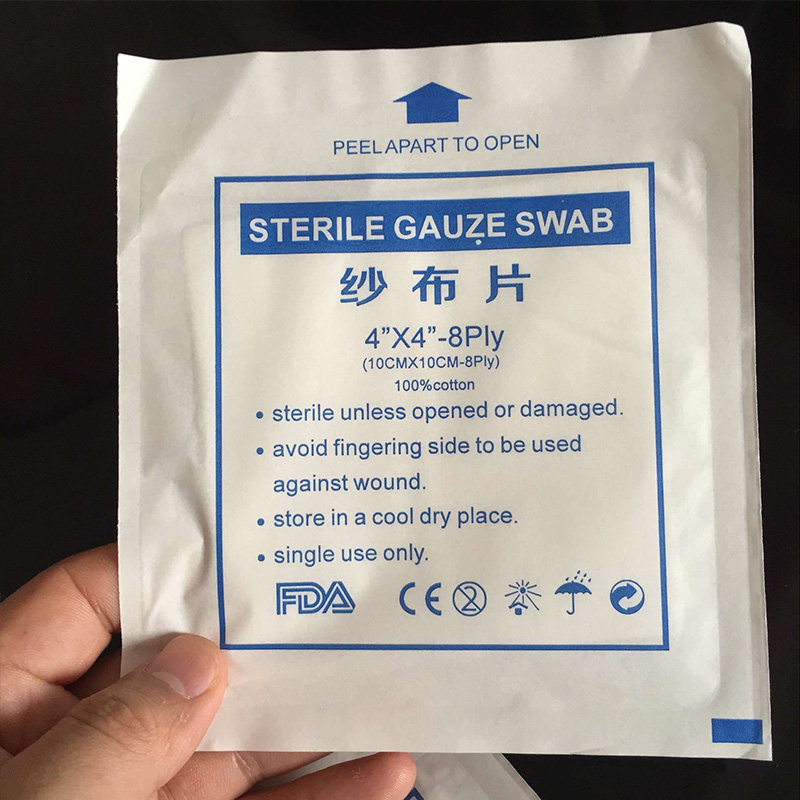 PEEL APART TO OPEN
STERILE GAUZE SWAB
纱布片
4”X4”-8Ply
(10CMX10CM-8Ply)
100%cotton
• sterile unless opened or damaged.
• avoid fingering side to be used
against wound.
• store in a cool dry place.
• single use only.
FDA CE 2